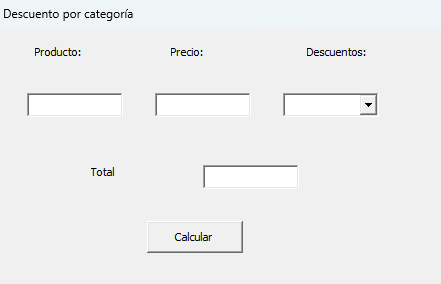 Descuento por categoría
Producto: Precio: Descuentos:
Total
Calcular